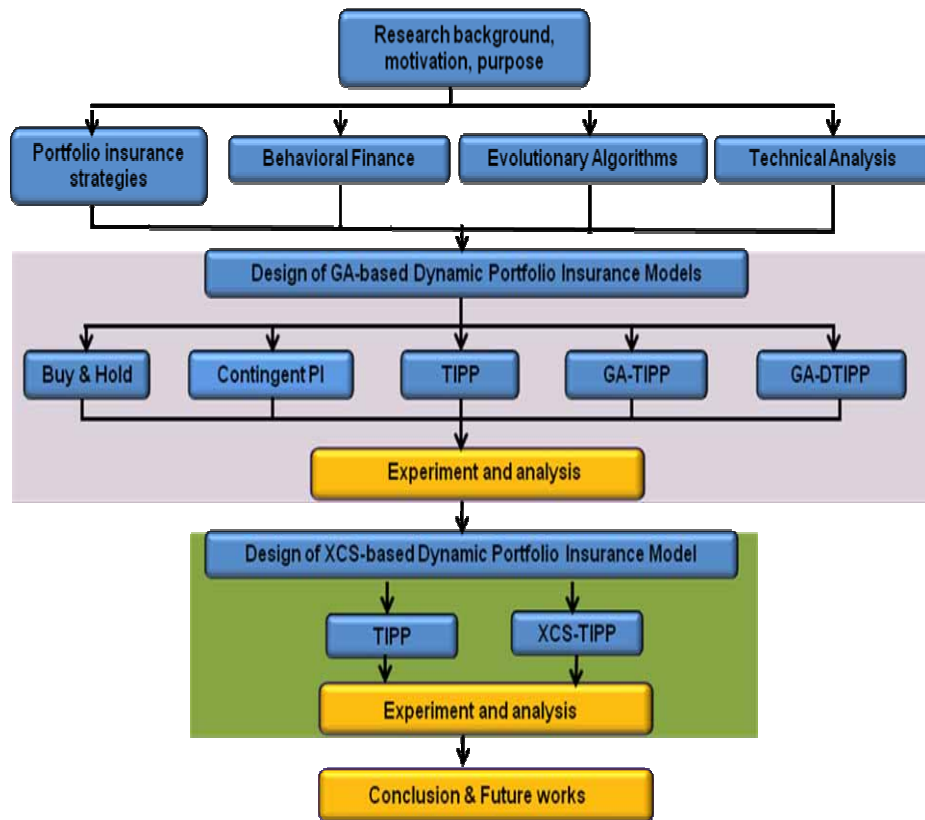 Research background,
motivation, purpose
Portfolio insurance
strategies
Behavioral Finance
Evolutionary Algorithms
Technical Analysis
Design of GA-based Dynamic Portfolio Insurance Models
Buy & Hold
Contingent PI
TIPP
GA-TIPP
GA-DTIPP
Experiment and analysis
Design of XCS-based Dynamic Portfolio Insurance Model
TIPP
XCS-TIPP
Experiment and analysis
Conclusion & Future works